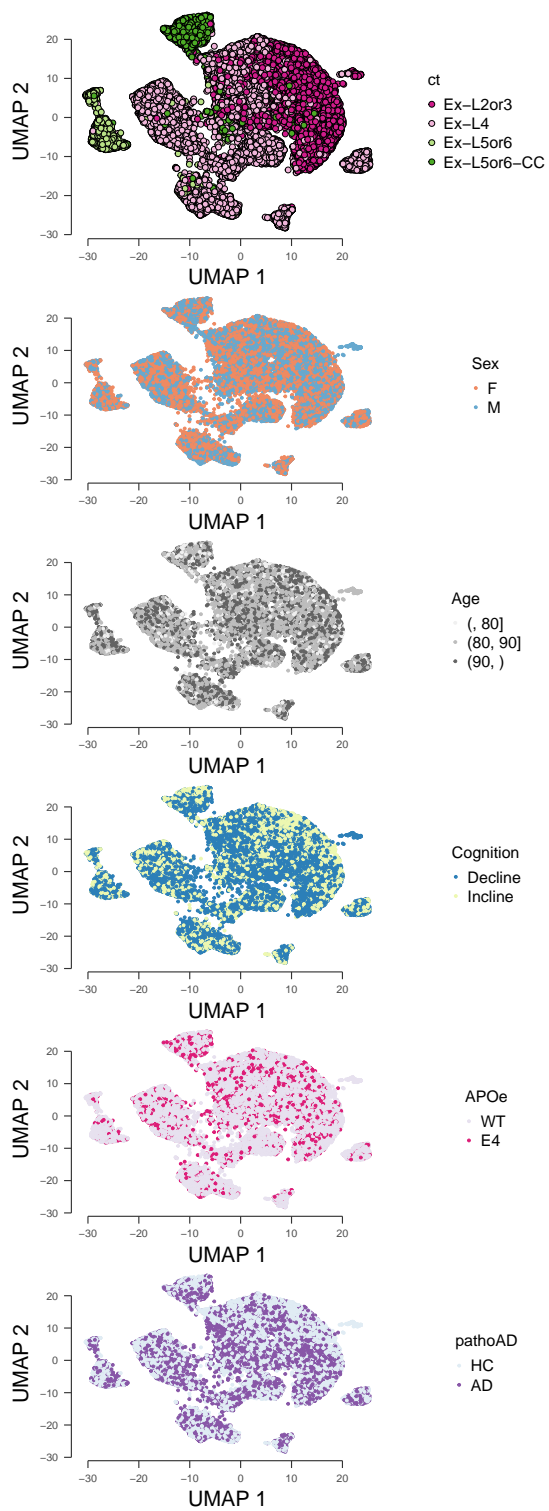 20
10
0
−10
−20
−30
UMAP 2
−30 −20 −10 0 10 20
UMAP 1
ct
Ex−L2or3
Ex−L4
Ex−L5or6
Ex−L5or6−CC
20
10
0
−10
−20
−30
UMAP 2
−30 −20 −10 0 10 20
UMAP 1
Sex
F
M
20
10
0
−10
−20
−30
UMAP 2
−30 −20 −10 0 10 20
UMAP 1
Age
(, 80]
(80, 90]
(90, )
20
10
0
−10
−20
−30
UMAP 2
−30 −20 −10 0 10 20
UMAP 1
Cognition
Decline
Incline
20
10
0
−10
−20
−30
UMAP 2
−30 −20 −10 0 10 20
UMAP 1
APOe
WT
E4
20
10
0
−10
−20
−30
UMAP 2
−30 −20 −10 0 10 20
UMAP 1
pathoAD
HC
AD